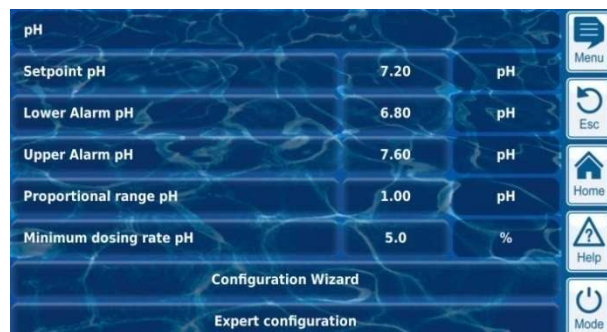 pH
Setpoint pH 7.20 pH
Lower Alarm pH 6.80 pH
Upper Alarm pH 7.60 pH
Proportional range pH 1.00 pH
Minimum dosing rate pH 5.0 %
Configuration Wizard
Expert configuration
Menu
Esc
Home
?
Help
Mode